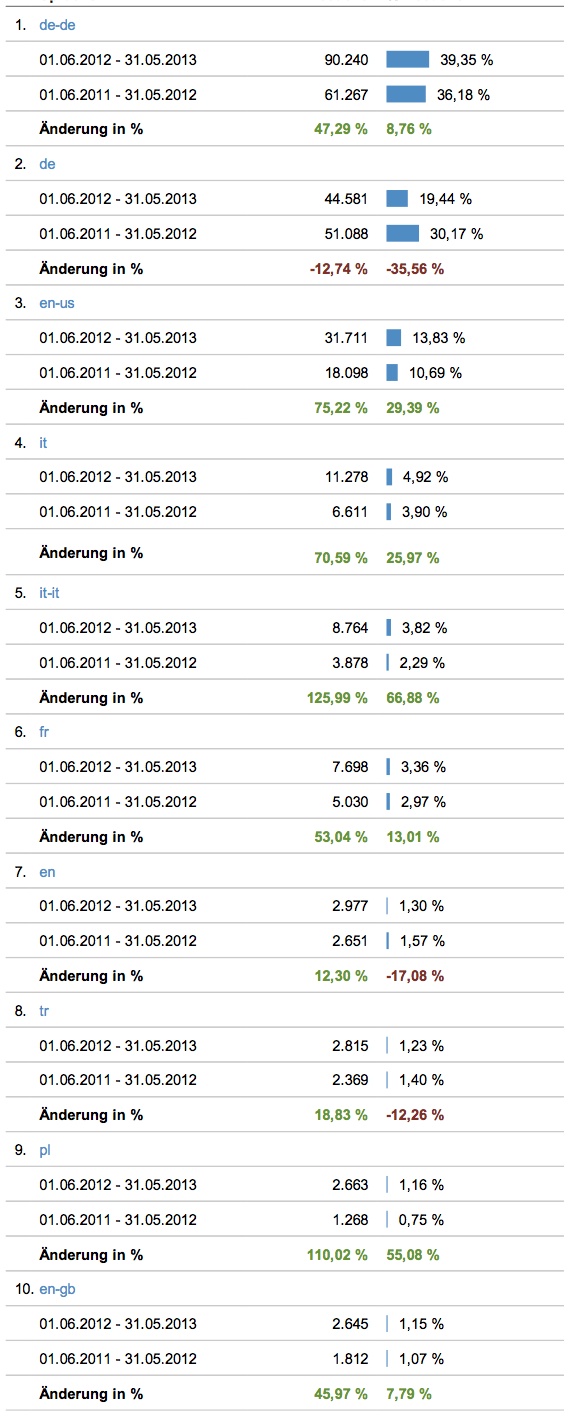 1. de-de
01.06.2012 - 31.05.2013 90.240 39,35 %
01.06.2011 - 31.05.2012 61.267 36,18 %
Änderung in % 47,29 % 8,76 %
2. de
01.06.2012 - 31.05.2013 44.581 19,44 %
01.06.2011 - 31.05.2012 51.088 30,17 %
Änderung in % -12,74 % -35,56 %
3. en-us
01.06.2012 - 31.05.2013 31.711 13,83 %
01.06.2011 - 31.05.2012 18.098 10,69 %
Änderung in % 75,22 % 29,39 %
4. it
01.06.2012 - 31.05.2013 11.278 4,92 %
01.06.2011 - 31.05.2012 6.611 3,90 %
Änderung in % 70,59 % 25,97 %
5. it-it
01.06.2012 - 31.05.2013 8.764 3,82 %
01.06.2011 - 31.05.2012 3.878 2,29 %
Änderung in % 125,99 % 66,88 %
6. fr
01.06.2012 - 31.05.2013 7.698 3,36 %
01.06.2011 - 31.05.2012 5.030 2,97 %
Änderung in % 53,04 % 13,01 %
7. en
01.06.2012 - 31.05.2013 2.977 1,30 %
01.06.2011 - 31.05.2012 2.651 1,57 %
Änderung in % 12,30 % -17,08 %
8. tr
01.06.2012 - 31.05.2013 2.815 1,23 %
01.06.2011 - 31.05.2012 2.369 1,40 %
Änderung in % 18,83 % -12,26 %
9. pl
01.06.2012 - 31.05.2013 2.663 1,16 %
01.06.2011 - 31.05.2012 1.268 0,75 %
Änderung in % 110,02 % 55,08 %
10. en-gb
01.06.2012 - 31.05.2013 2.645 1,15 %
01.06.2011 - 31.05.2012 1.812 1,07 %
Änderung in % 45,97 % 7,79 %